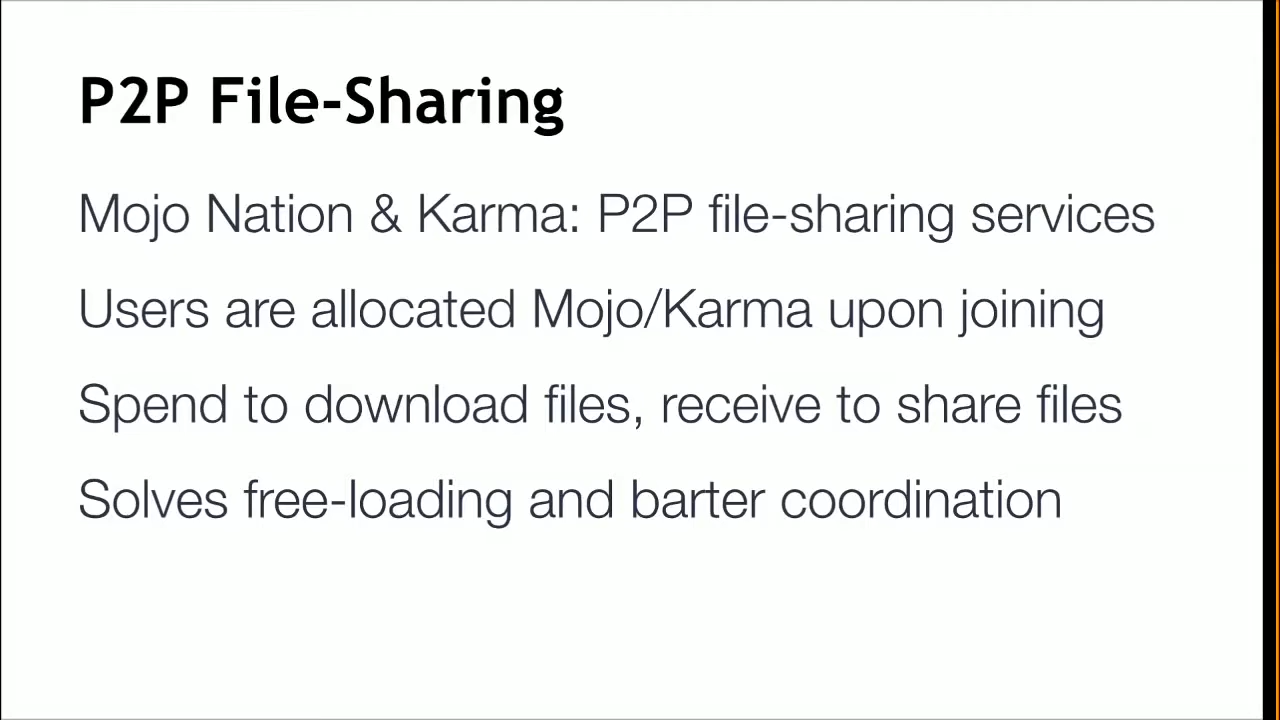 P2P File-Sharing
Mojo Nation & Karma: P2P file-sharing services
Users are allocated Mojo/Karma upon joining
Spend to download files, receive to share files
Solves free-loading and barter coordination